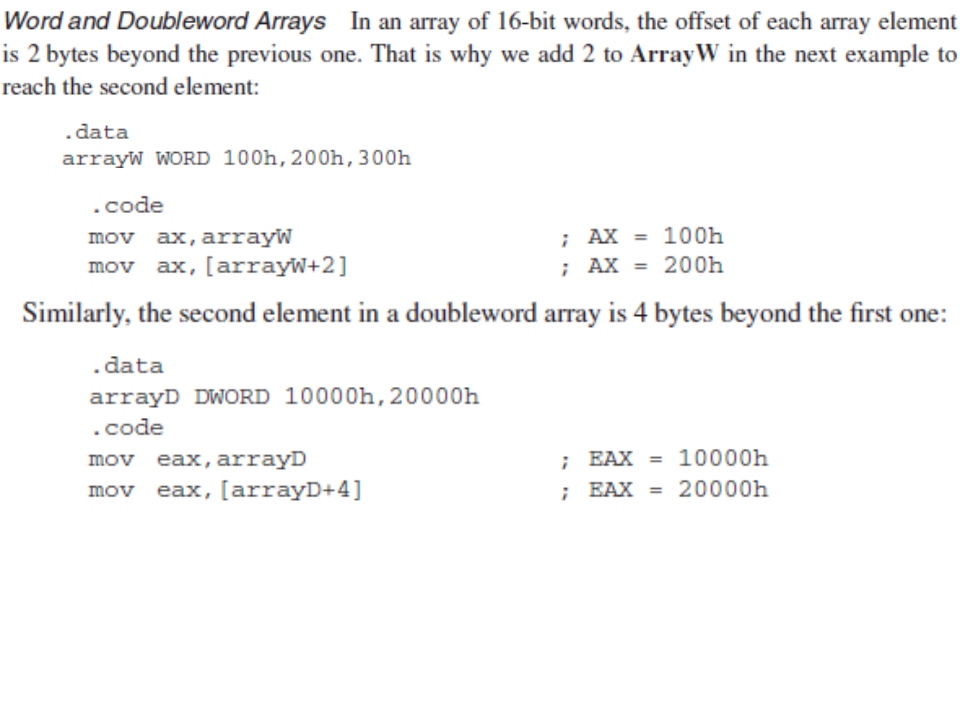 Word and Doubleword Arrays In an array of 16-bit words, the offset of each array element
is 2 bytes beyond the previous one. That is why we add 2 to ArrayW in the next example to
reach the second element:
.data
arrayW WORD 100h,200h,300h
.code
mov ax,arrayW ; AX = 100h
mov ax,[arrayW+2] ; AX = 200h
Similarly, the second element in a doubleword array is 4 bytes beyond the first one:
.data
arrayD DWORD 10000h,20000h
.code
mov eax,arrayD ; EAX = 10000h
mov eax,[arrayD+4] ; EAX = 20000h